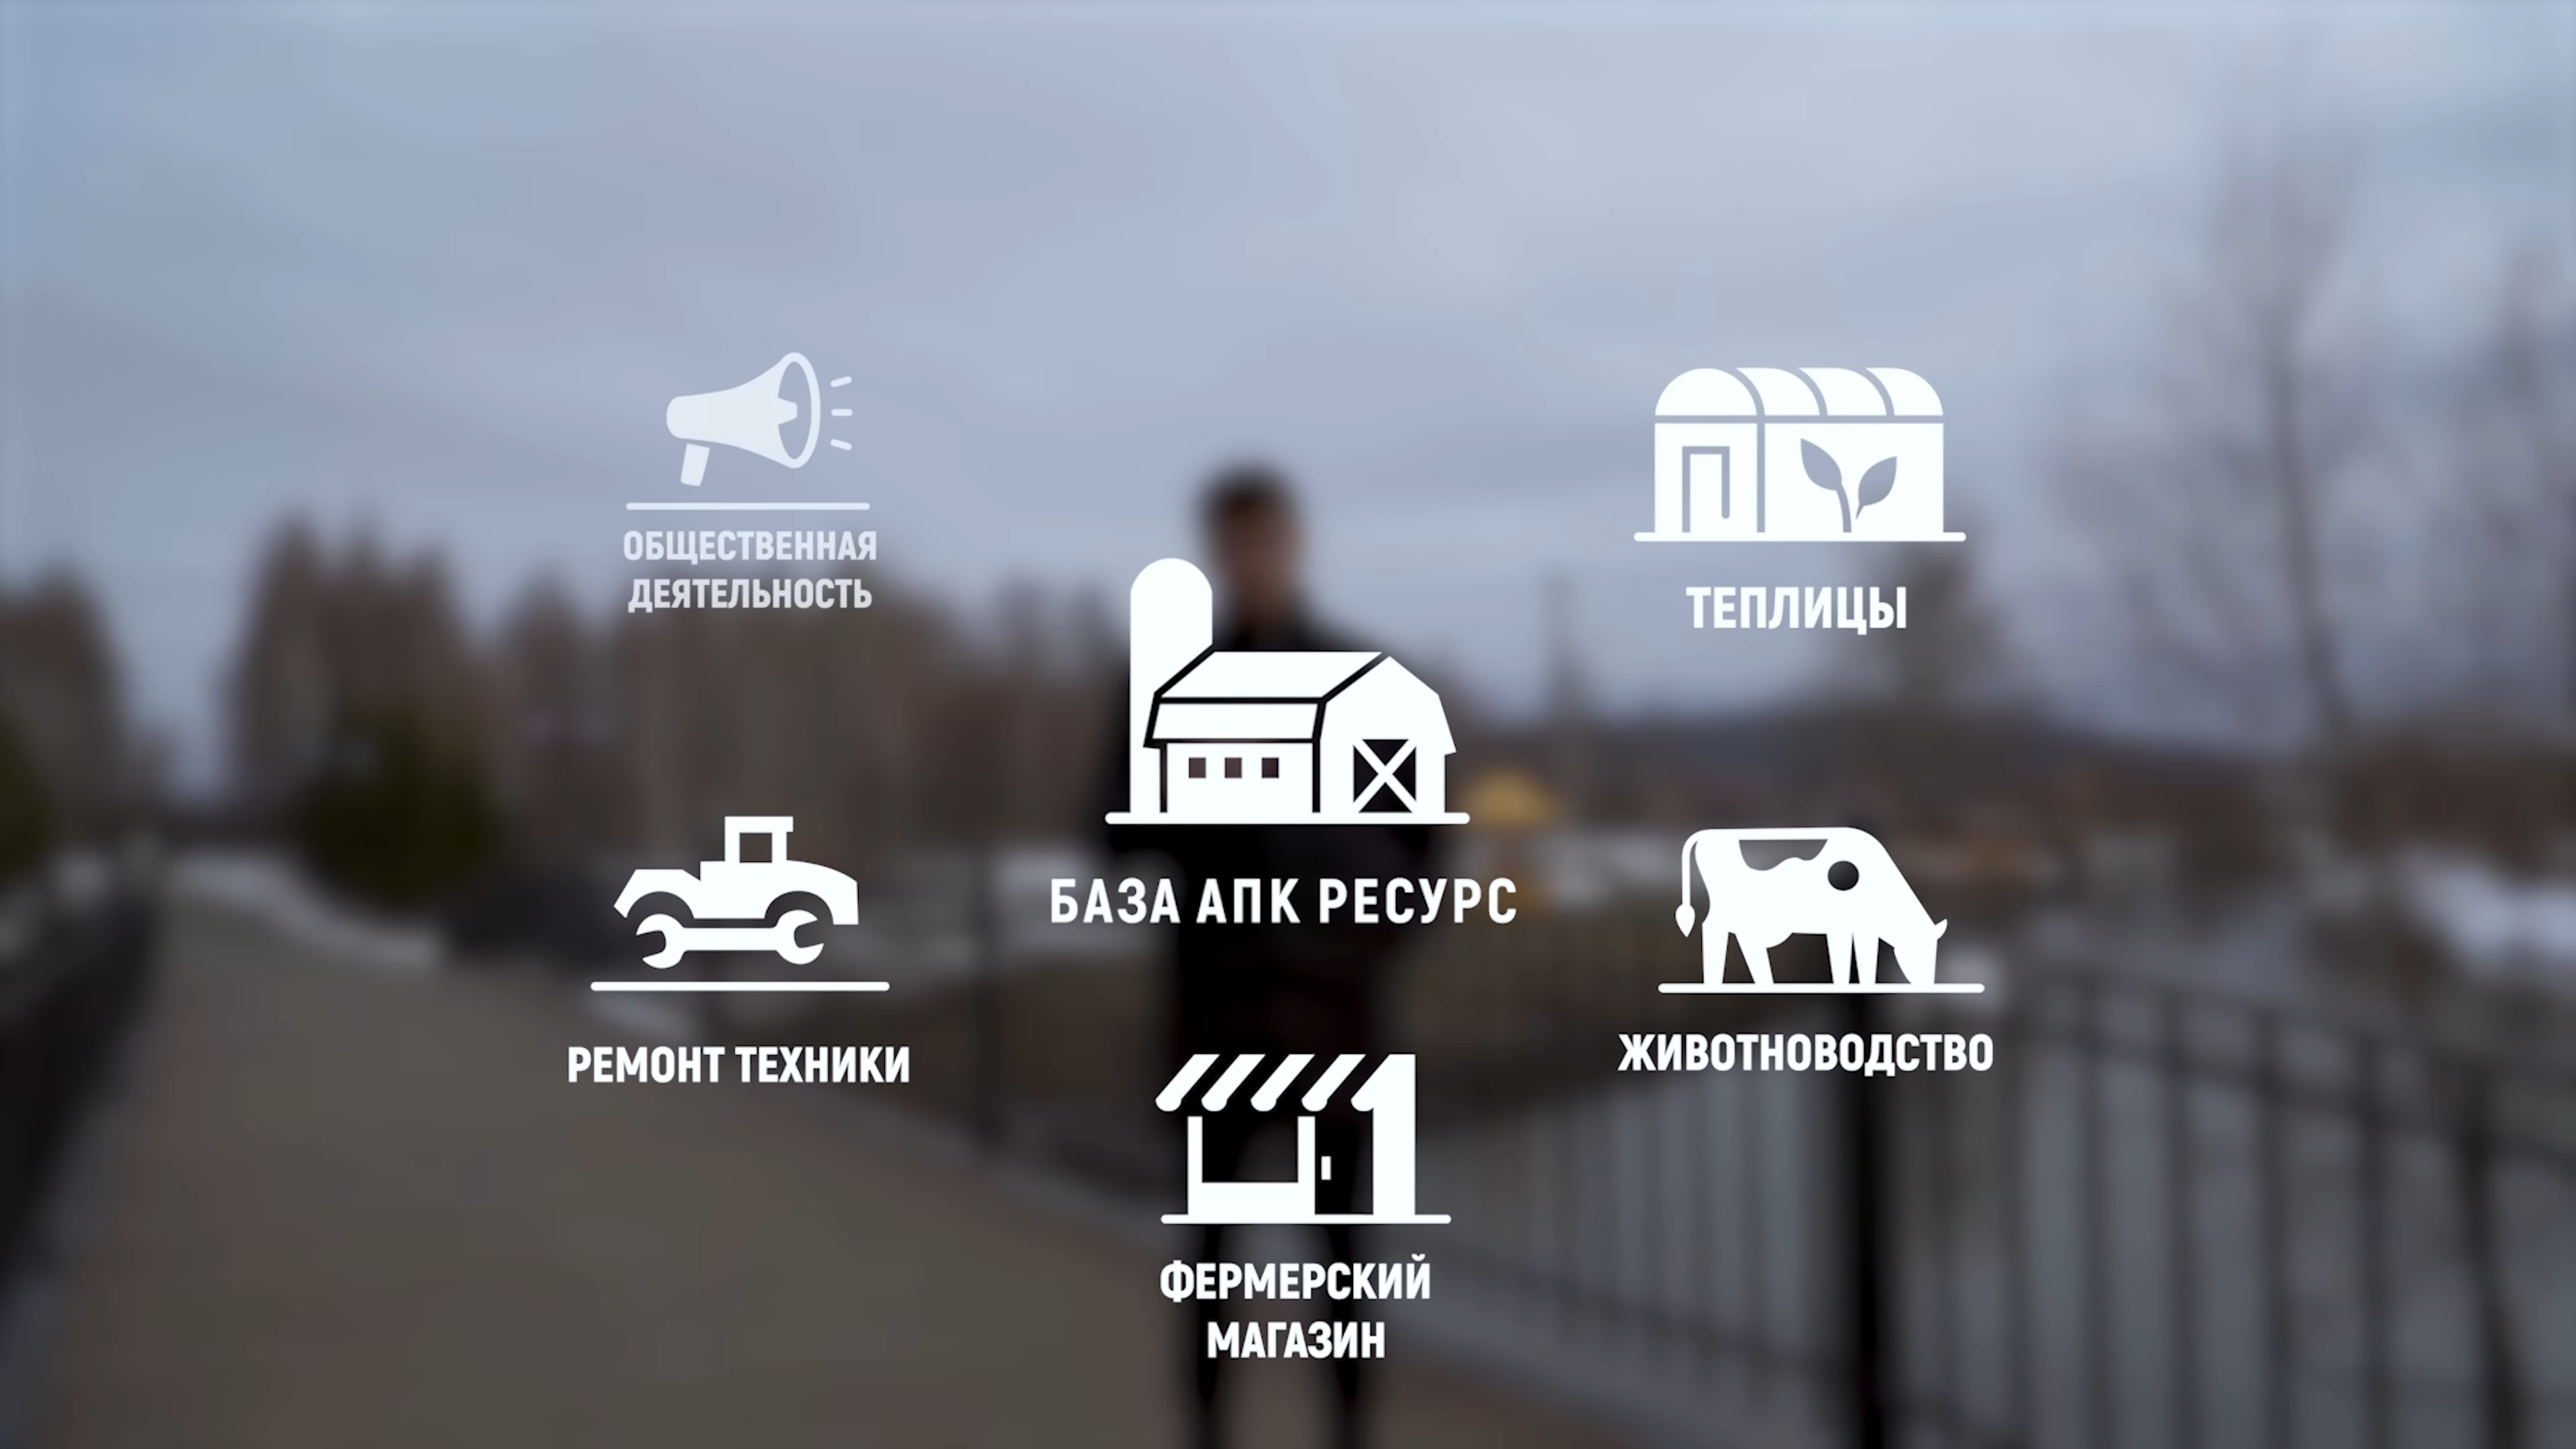 ОБЩЕСТВЕННАЯ
ДЕЯТЕЛЬНОСТЬ
ТЕПЛИЦЫ
БАЗА АПК РЕСУРС
РЕМОНТ ТЕХНИКИ
ЖИВОТНОВОДСТВО
ФЕРМЕРСКИЙ
МАГАЗИН